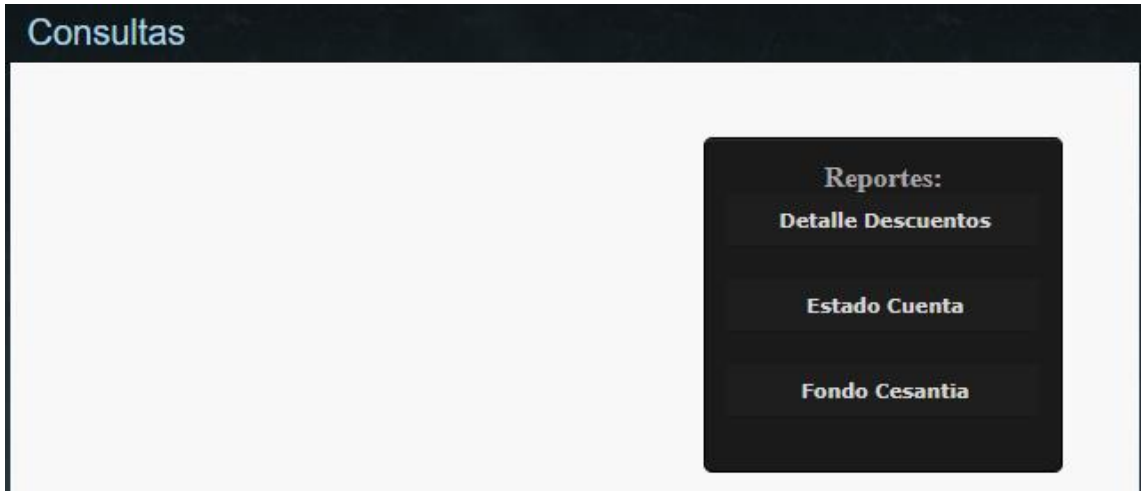 Consultas
Reportes:
Detalle Descuentos
Estado Cuenta
Fondo Cesantia